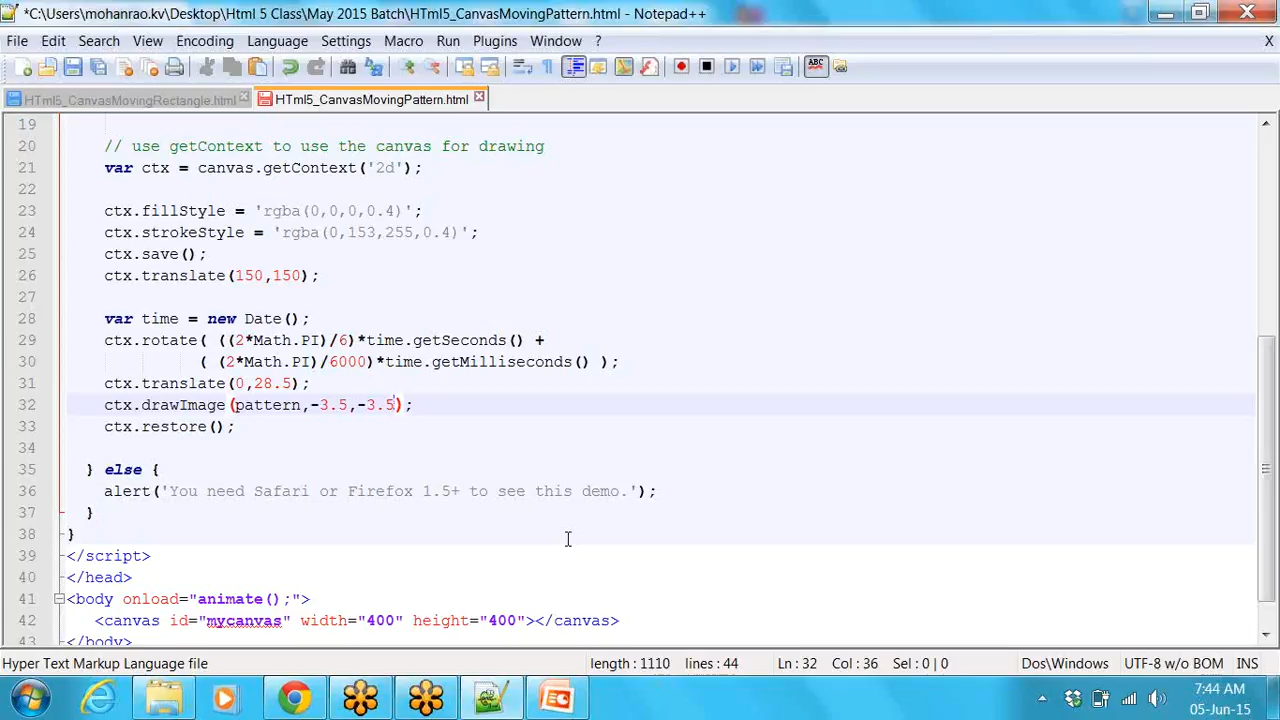 *C:\Users\mohanrao.kv\Desktop\Html 5 Class\May 2015 Batch\HTml5_CanvasMovingPattern.html - Notepad++
File Edit Search View Encoding Language Settings Macro Run Plugins Window ? X
HTml5_CanvasMovingRectangle.html HTml5_CanvasMovingPattern.html
19
20 // use getContext to use the canvas for drawing
21 var ctx = canvas.getContext('2d');
22
23 ctx.fillStyle = 'rgba(0,0,0,0.4)';
24 ctx.strokeStyle = 'rgba(0,153,255,0.4)';
25 ctx.save();
26 ctx.translate(150,150);
27
28 var time = new Date();
29 ctx.rotate( ((2*Math.PI)/6)*time.getSeconds() +
30 ( (2*Math.PI)/6000)*time.getMilliseconds() );
31 ctx.translate(0,28.5);
32 ctx.drawImage(pattern,-3.5,-3.5);
33 ctx.restore();
34
35 } else {
36 alert('You need Safari or Firefox 1.5+ to see this demo.');
37 }
38 }
39 </script>
40 </head>
41 <body onload="animate();">
42 <canvas id="mycanvas" width="400" height="400"></canvas>
43 </body>
Hyper Text Markup Language file length : 1110 lines : 44 Ln : 32 Col : 36 Sel : 0 | 0 Dos\Windows UTF-8 w/o BOM INS
7:44 AM
05-Jun-15